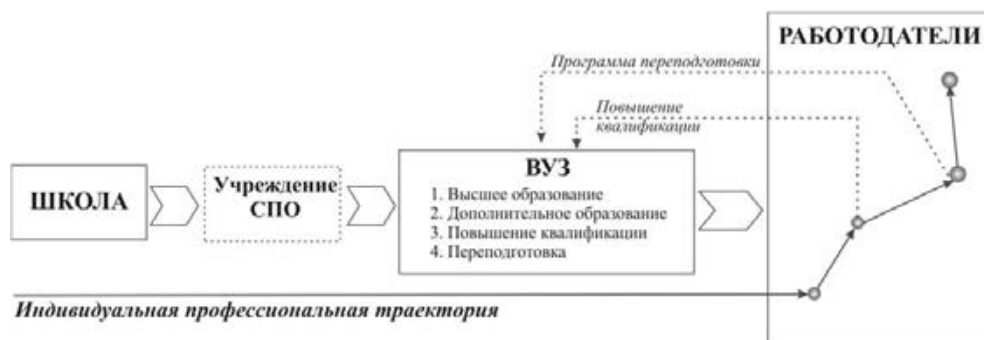 РАБОТОДАТЕЛИ
Программа переподготовки
Повышение
квалификации
ШКОЛА
Учреждение
СПО
ВУЗ
1. Высшее образование
2. Дополнительное образование
3. Повышение квалификации
4. Переподготовка
Индивидуальная профессиональная траектория